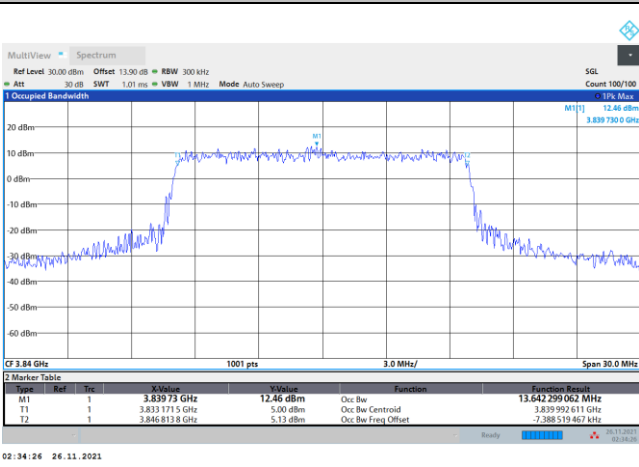 MultiView Spectrum
Ref Level 30.00 dBm Offset 13.90 dB RBW 300 kHz SGL
Att 30 dB SWT 1.01 ms VBW 1 MHz Mode Auto Sweep Count 100/100
1 Occupied Bandwidth 1Pk Max
M1[1] 12.46 dBm
3.839 730 0 GHz
20 dBm
M1
10 dBm
T1
T2
0 dBm
-10 dBm
-20 dBm
-30 dBm
-40 dBm
-50 dBm
-60 dBm
CF 3.84 GHz 1001 pts 3.0 MHz/ Span 30.0 MHz
2 Marker Table
Type Ref Trc X-Value Y-Value Function Function Result
M1 1 3.839 73 GHz 12.46 dBm Occ Bw 13.642 299 062 MHz
T1 1 3.833 171 5 GHz 5.00 dBm Occ Bw Centroid 3.839 992 611 GHz
T2 1 3.846 813 8 GHz 5.13 dBm Occ Bw Freq Offset -7.388 519 467 kHz
Ready 26.11.2021
02:34:26
02:34:26 26.11.2021